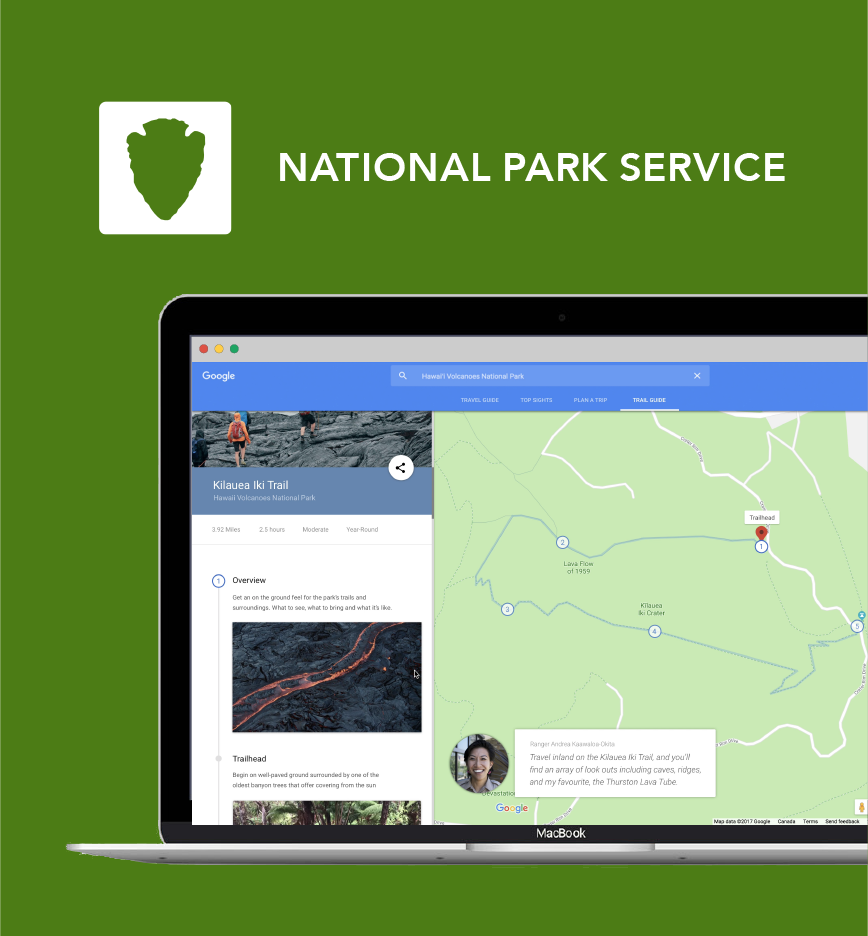 NATIONAL PARK SERVICE
Google
Hawai'i Volcanoes National Park
TRAVEL GUIDE
TOP SIGHTS
PLAN A TRIP
TRAIL GUIDE
Kilauea Iki Trail
Hawaii Volcanoes National Park
3.92 Miles
2.5 hours
Moderate
Year-Round
1
Overview
Get an on the ground feel for the park's trails and
surroundings. What to see, what to bring and what it's like.
Trailhead
Begin on well-paved ground surrounded by one of the
oldest banyan trees that offer covering from the sun
Trailhead
1
2
Lava Flow
of 1959
3
Kilauea
Iki Crater
4
5
Ranger Andrea Kaawaloa-Okita
Travel inland on the Kilauea Iki Trail, and you'll
find an array of look outs including caves, ridges,
and my favourite, the Thurston Lava Tube.
Devastation
Google
Map data ©2017 Google
Canada
Terms
Send feedback
MacBook